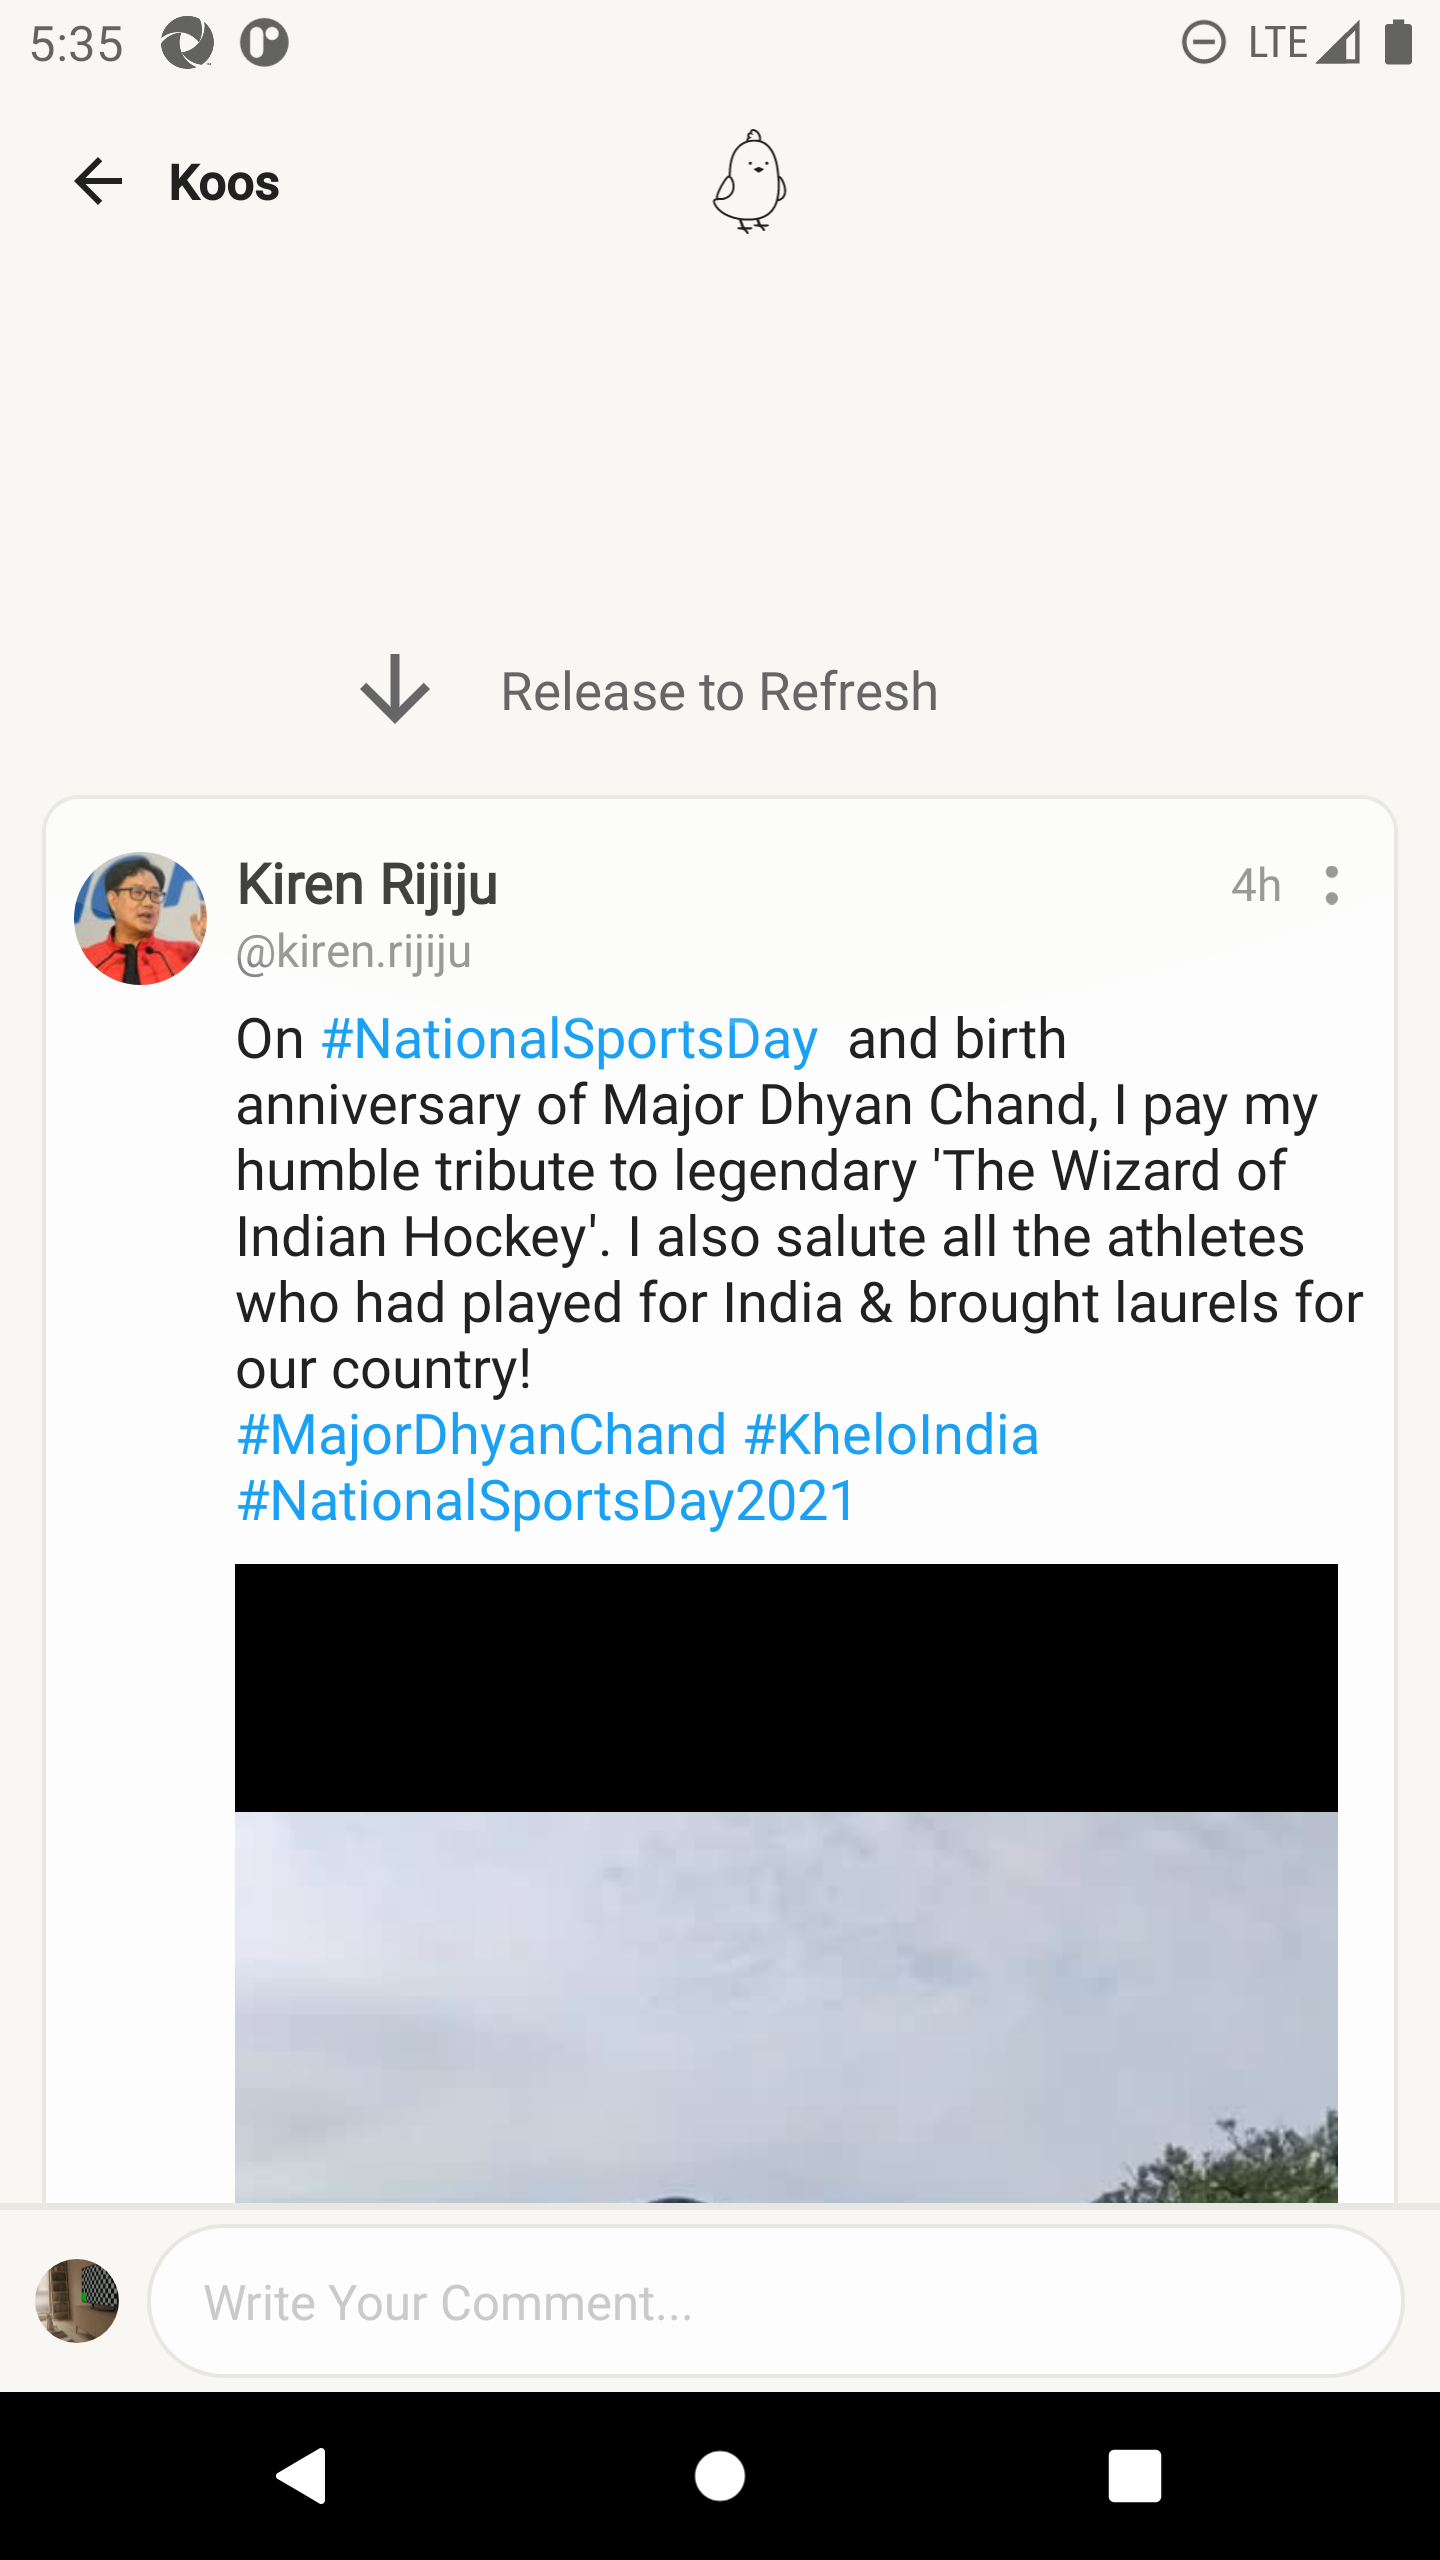 5:35
LTE
Koos
Release to Refresh
Kiren Rijiju
4h
@kiren.rijiju
On #NationalSportsDay  and birth
anniversary of Major Dhyan Chand, I pay my
humble tribute to legendary 'The Wizard of
Indian Hockey'. I also salute all the athletes
who had played for India & brought laurels for
our country!
#MajorDhyanChand #KheloIndia
#NationalSportsDay2021
Write Your Comment...